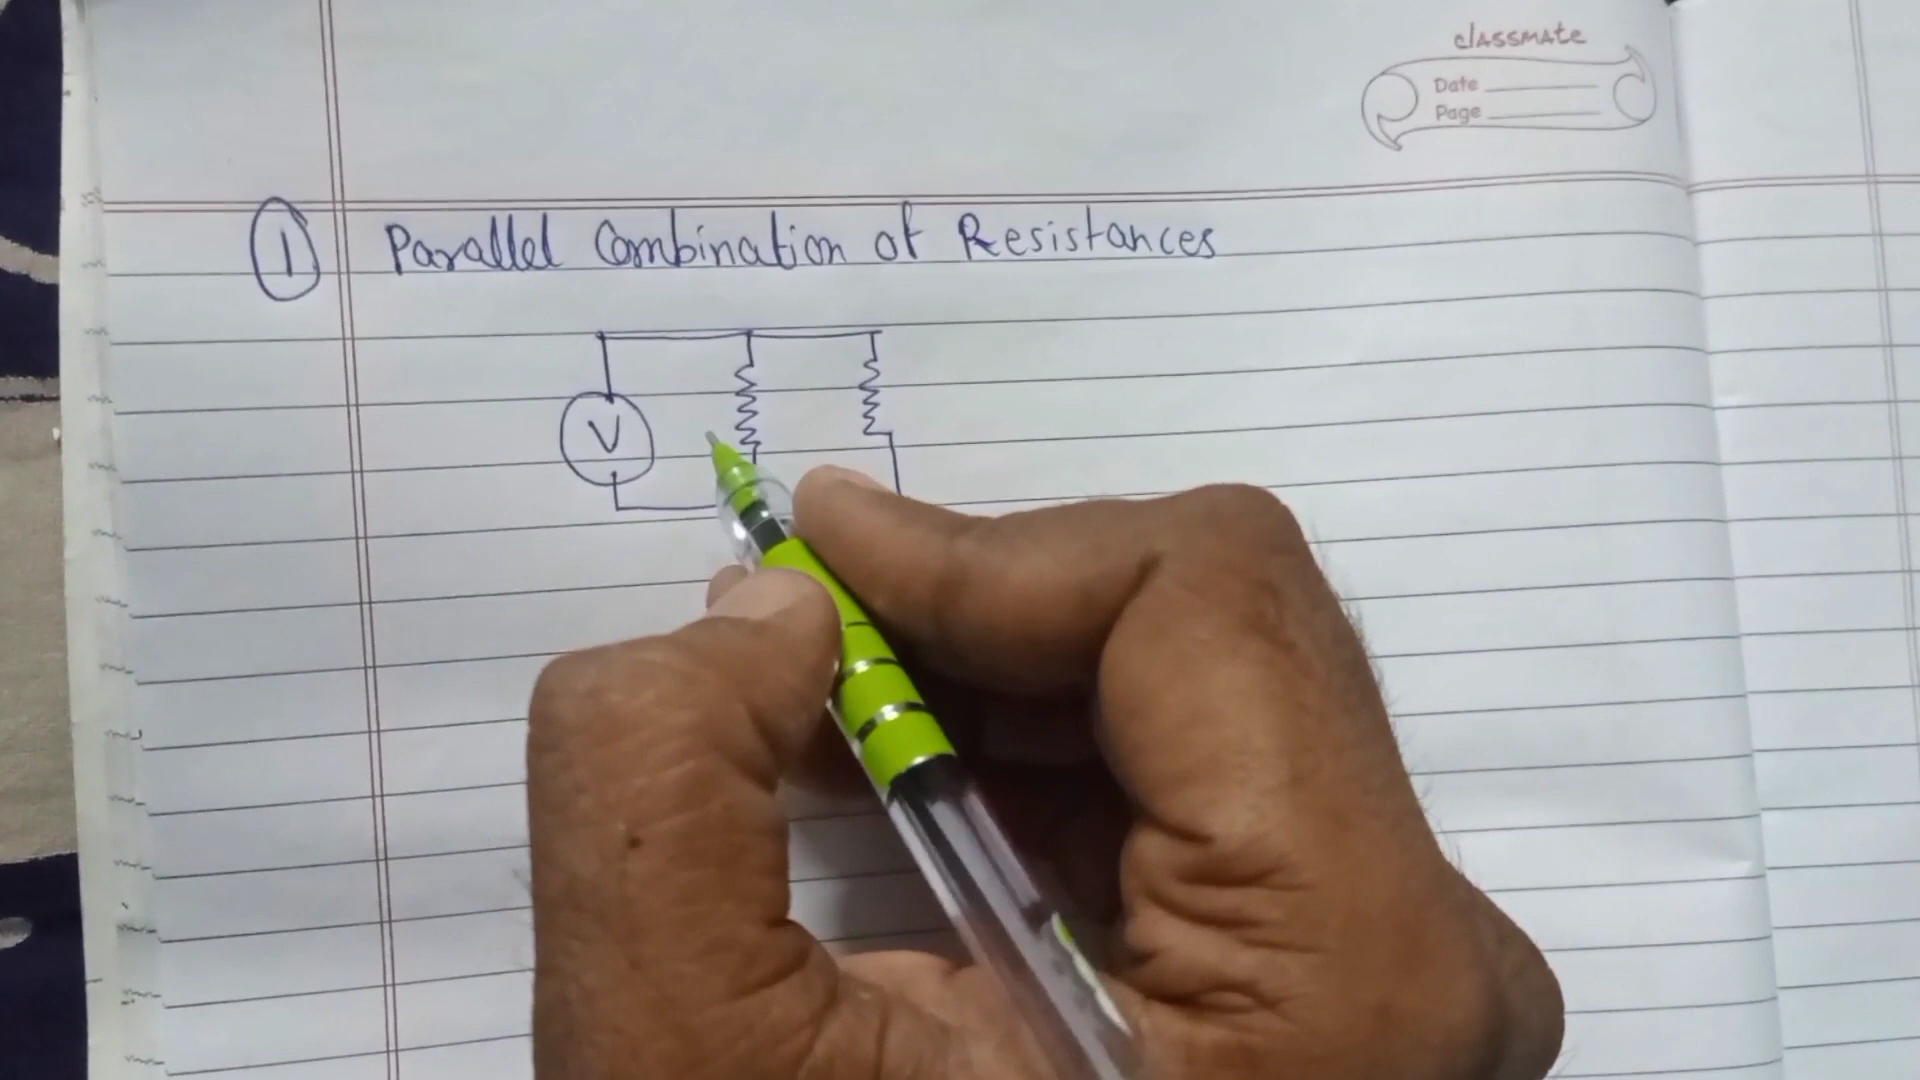 classmate
Date
Page
1 Parallel Combination of Resistances
V